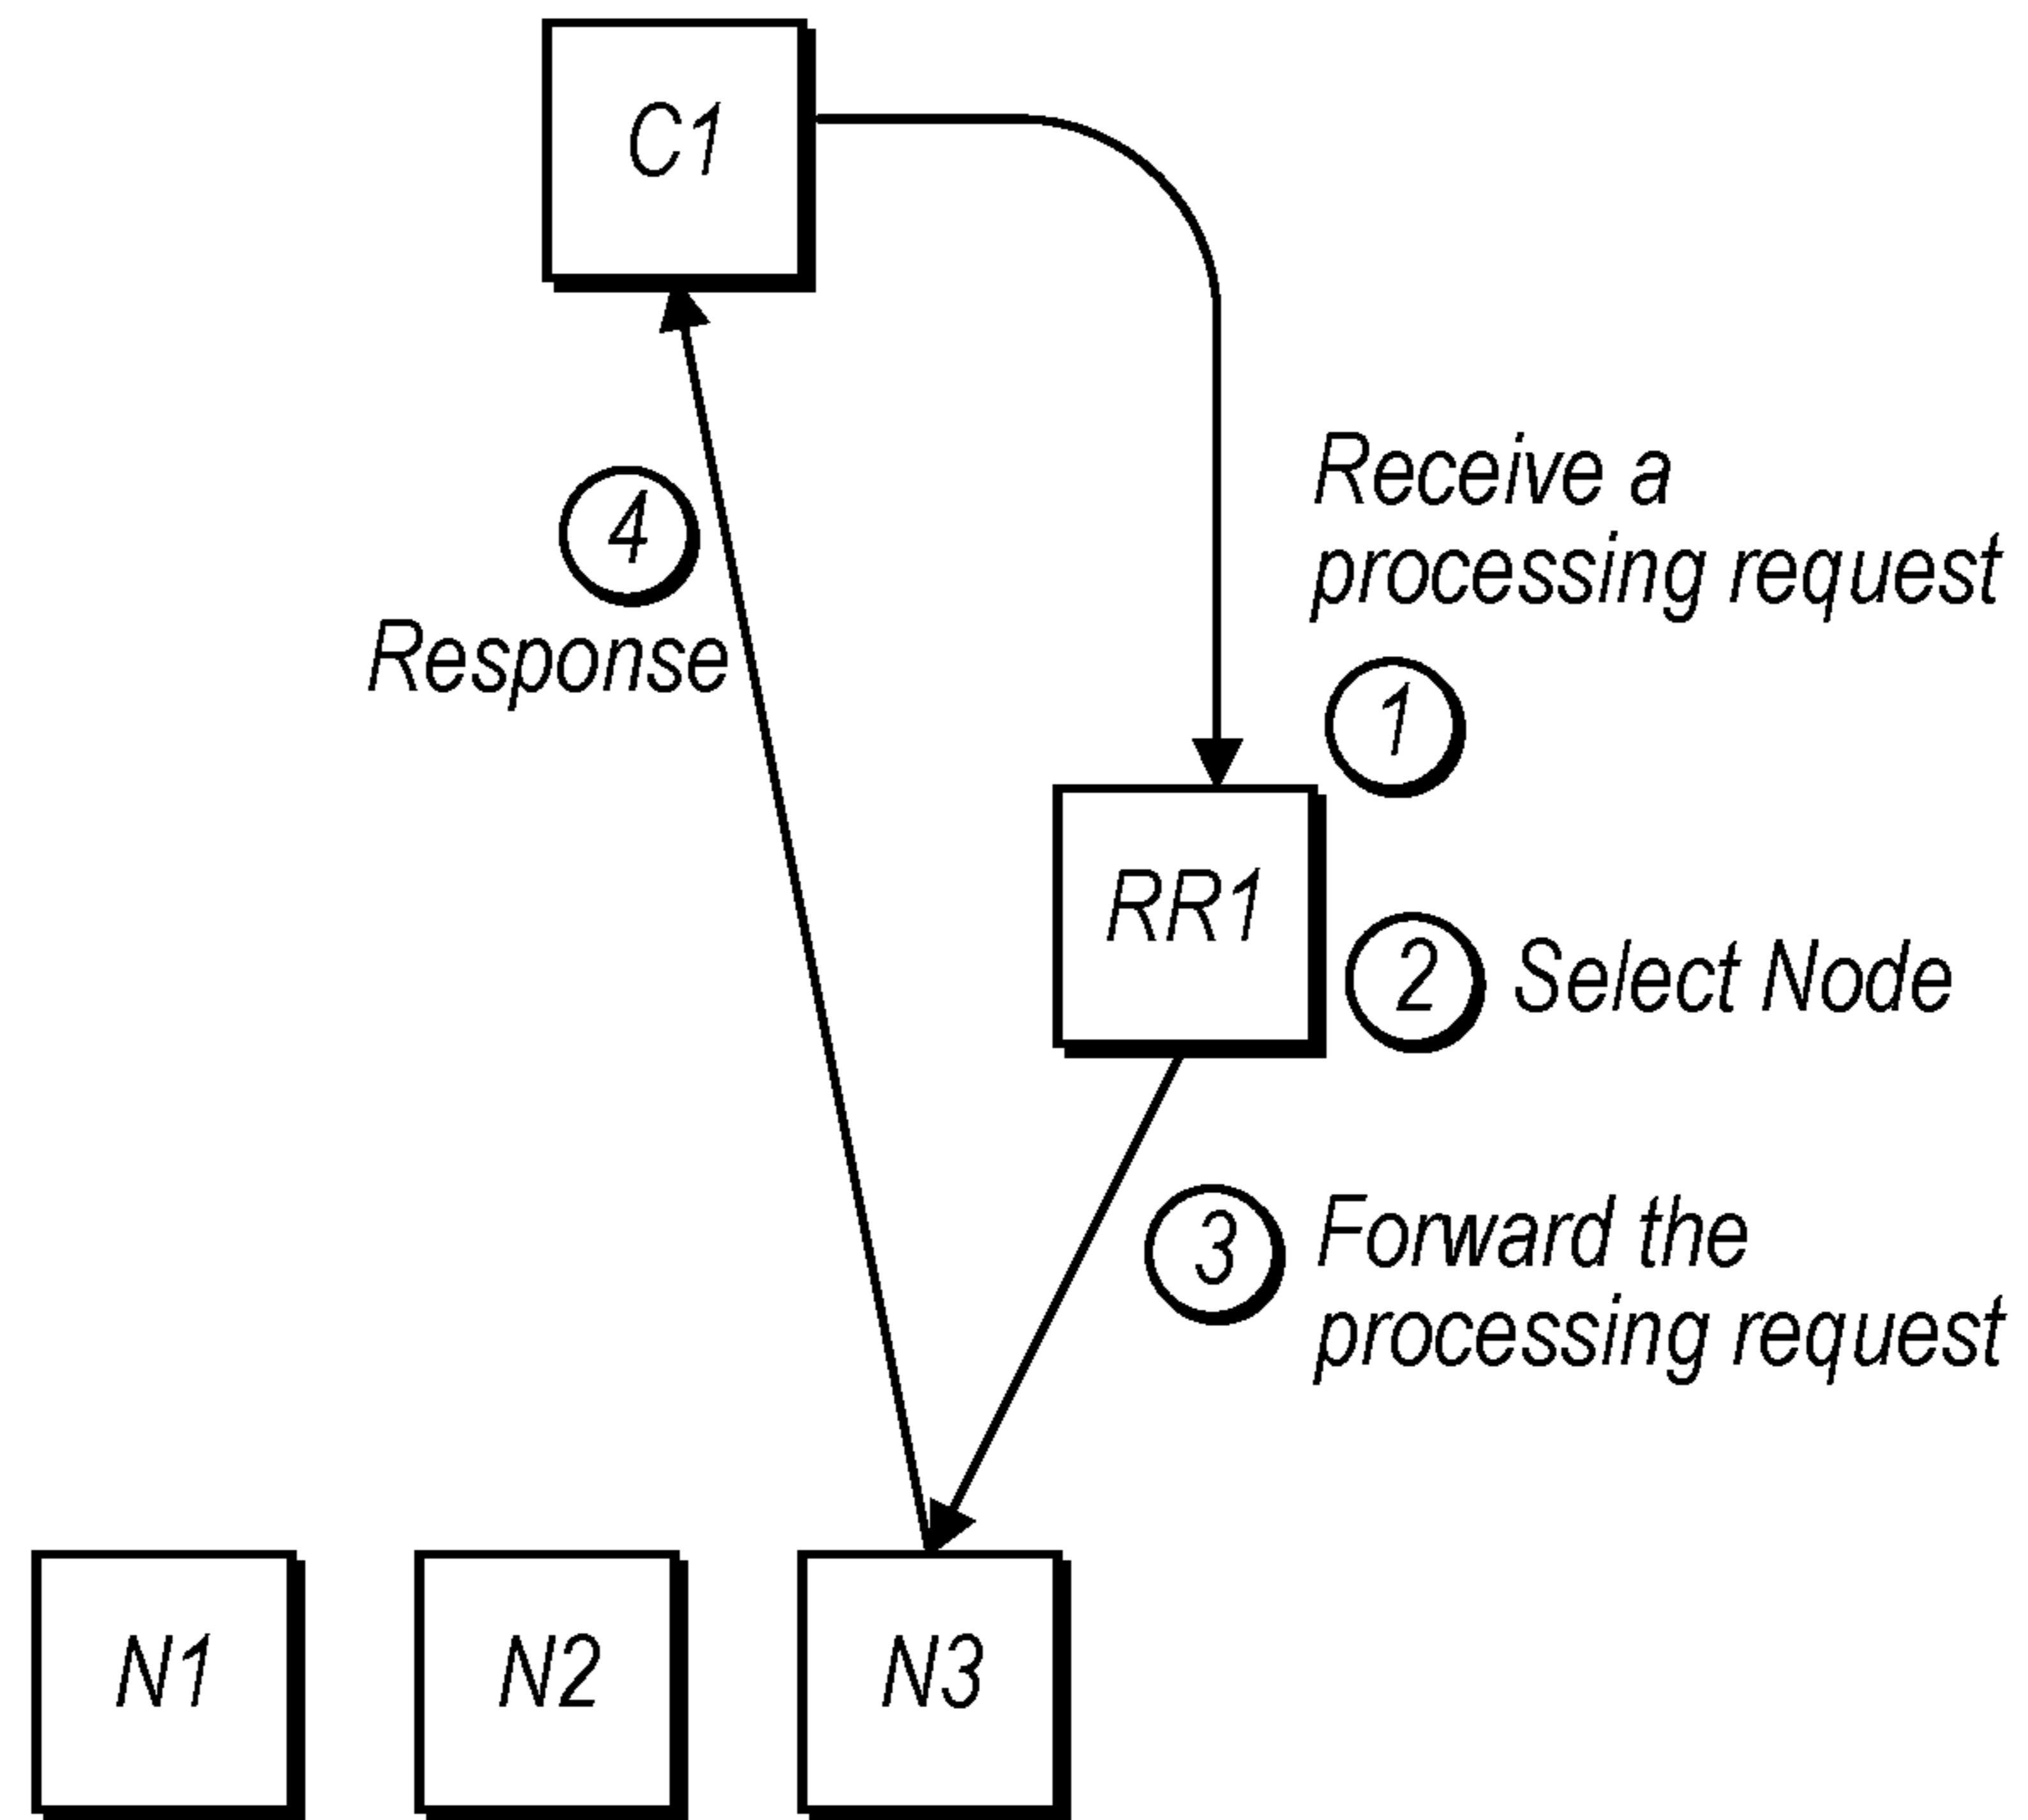 C1
Receive a
processing request
4
Response
1
RR1
2 Select Node
3 Forward the
processing request
N1 N2 N3